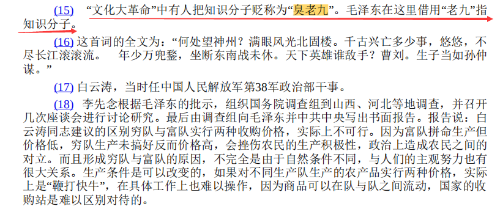 (15) “文化大革命”中有人把知识分子贬称为“臭老九”。毛泽东在这里借用“老九”指
知识分子。
(16) 这首词的全文为：“何处望神州？满眼风光北固楼。千古兴亡多少事，悠悠，不
尽长江滚滚流。 年少万兜鍪，坐断东南战未休。天下英雄谁敌手？曹刘。生子当如孙仲
谋。”
(17) 白云涛，当时任中国人民解放军第38军政治部干事。
(18) 李先念根据毛泽东的批示，组织国务院调查组到山西、河北等地调查，并召开
几次座谈会进行讨论研究。最后由调查组向毛泽东并中共中央写出书面报告。报告说：白
云涛同志建议的区别穷队与富队实行两种收购价格，实际上不可行。因为富队拼命生产但
价格低，穷队生产未搞好反而价格高，会挫伤农民的生产积极性，政治上造成农民之间的
对立。而且形成穷队与富队的原因，不完全是由于自然条件不同，与人们的主观努力也有
很大关系。生产条件是可以改变的，如果对不同生产队生产的农产品实行两种价格，实际
上是“鞭打快牛”，在具体工作上也难以操作，因为商品可以在队与队之间流动，国家的收
购站是难以区别对待的。